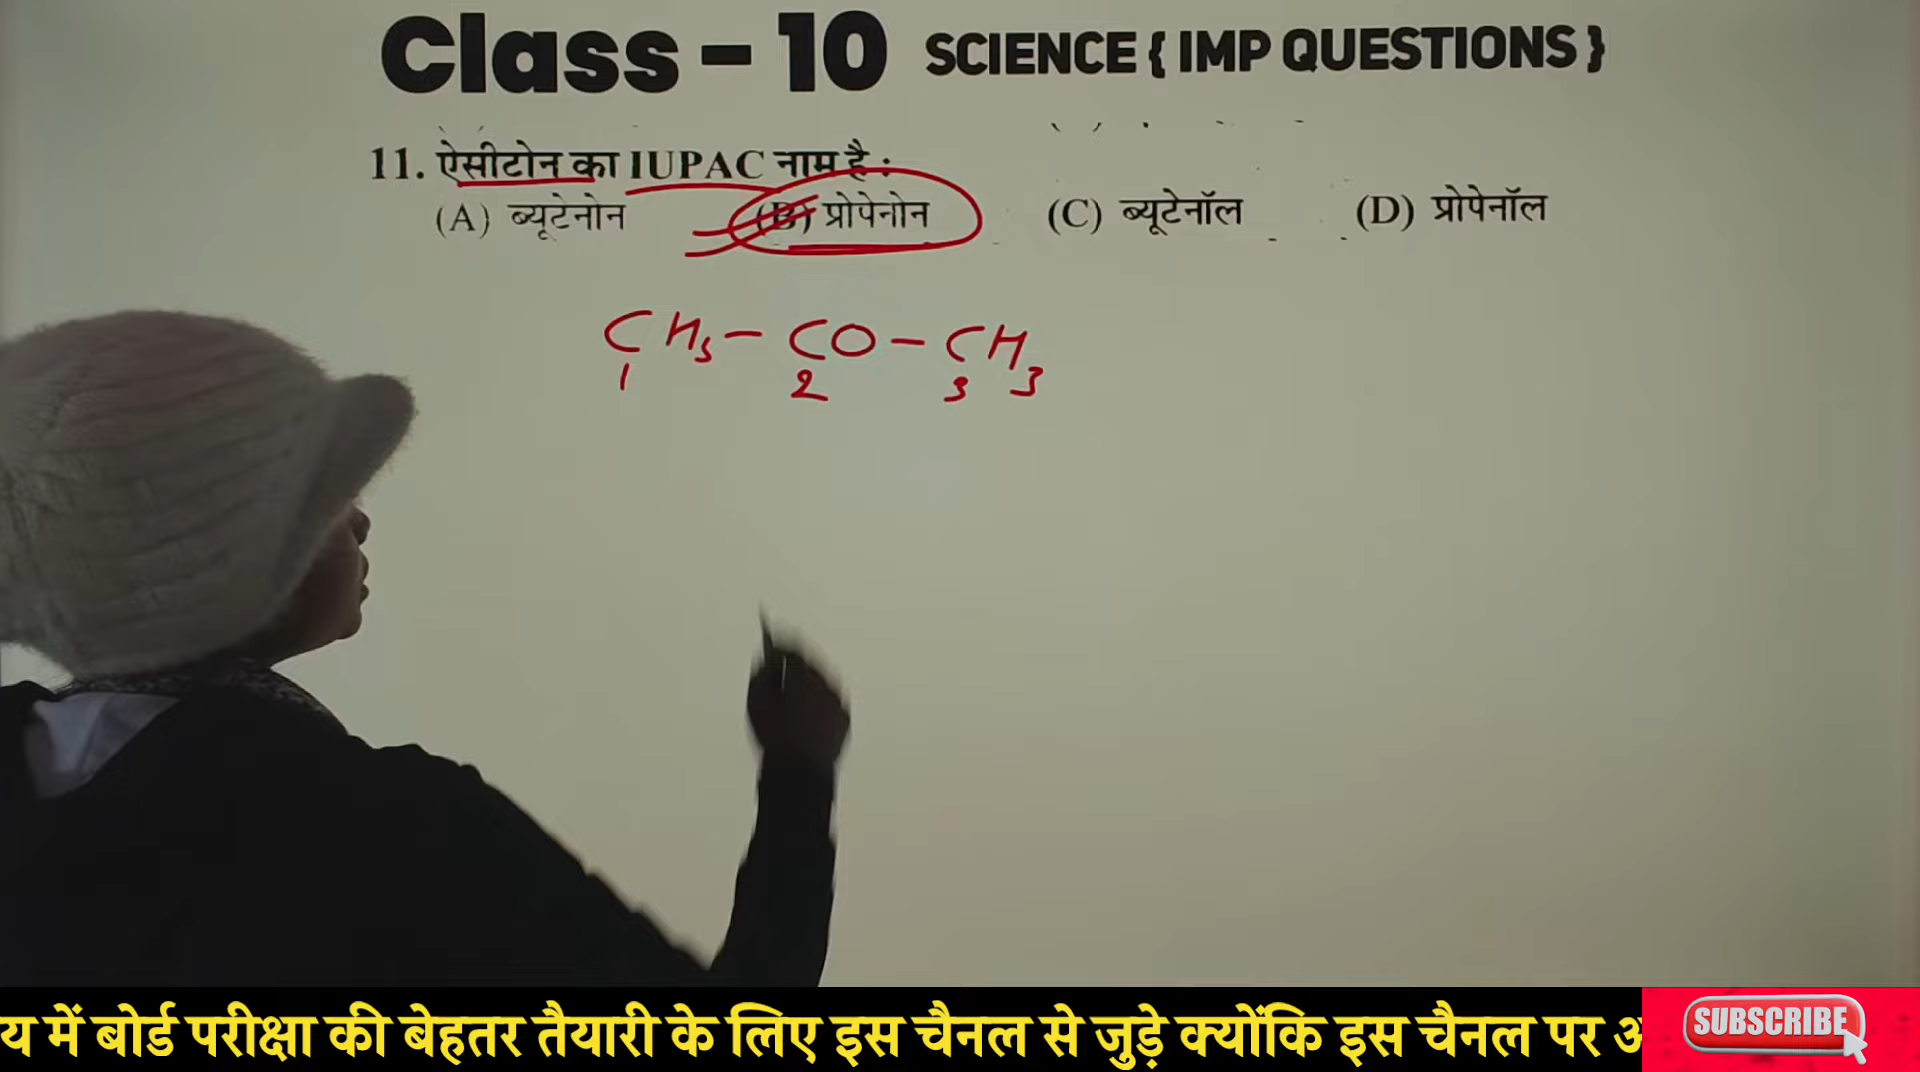 Class - 10 SCIENCE { IMP QUESTIONS }
11. ऐसीटोन का IUPAC नाम है :
(A) ब्यूटेनोन (B) प्रोपेनोन (C) ब्यूटेनॉल (D) प्रोपेनॉल
CH3 - CO - CH3
1 2 3
य में बोर्ड परीक्षा की बेहतर तैयारी के लिए इस चैनल से जुड़े क्योंकि इस चैनल पर
SUBSCRIBE